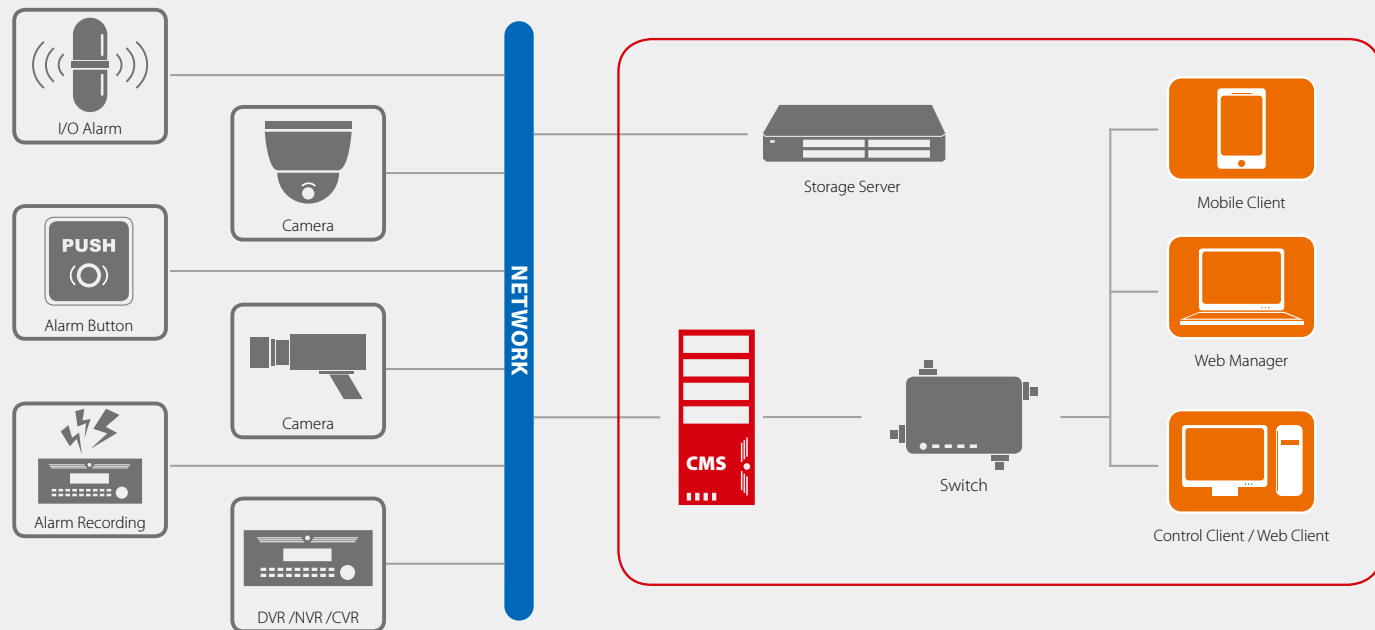 I/O Alarm
Camera
PUSH
Alarm Button
Camera
Alarm Recording
DVR /NVR /CVR
NETWORK
Storage Server
CMS
Switch
Mobile Client
Web Manager
Control Client / Web Client